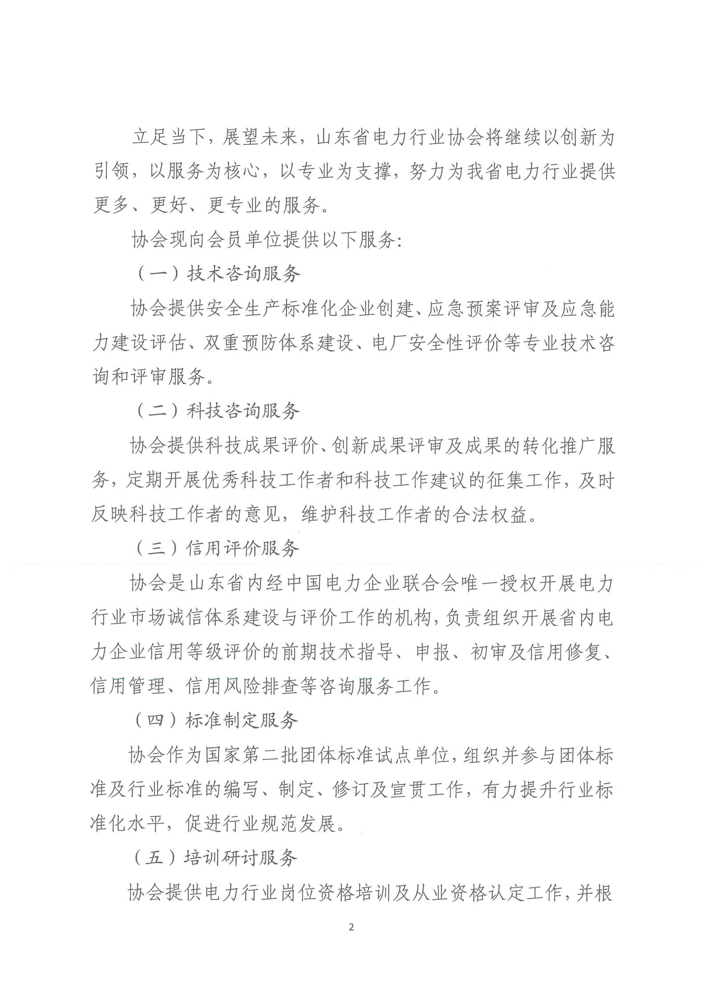 立足当下，展望未来，山东省电力行业协会将继续以创新为
引领，以服务为核心，以专业为支撑，努力为我省电力行业提供
更多、更好、更专业的服务。
协会现向会员单位提供以下服务：
（一）技术咨询服务
协会提供安全生产标准化企业创建、应急预案评审及应急能
力建设评估、双重预防体系建设、电厂安全性评价等专业技术咨
询和评审服务。
（二）科技咨询服务
协会提供科技成果评价、创新成果评审及成果的转化推广服
务，定期开展优秀科技工作者和科技工作建议的征集工作，及时
反映科技工作者的意见，维护科技工作者的合法权益。
（三）信用评价服务
协会是山东省内经中国电力企业联合会唯一授权开展电力
行业市场诚信体系建设与评价工作的机构，负责组织开展省内电
力企业信用等级评价的前期技术指导、申报、初审及信用修复、
信用管理、信用风险排查等咨询服务工作。
（四）标准制定服务
协会作为国家第二批团体标准试点单位，组织并参与团体标
准及行业标准的编写、制定、修订及宣贯工作，有力提升行业标
准化水平，促进行业规范发展。
（五）培训研讨服务
协会提供电力行业岗位资格培训及从业资格认定工作，并根
2